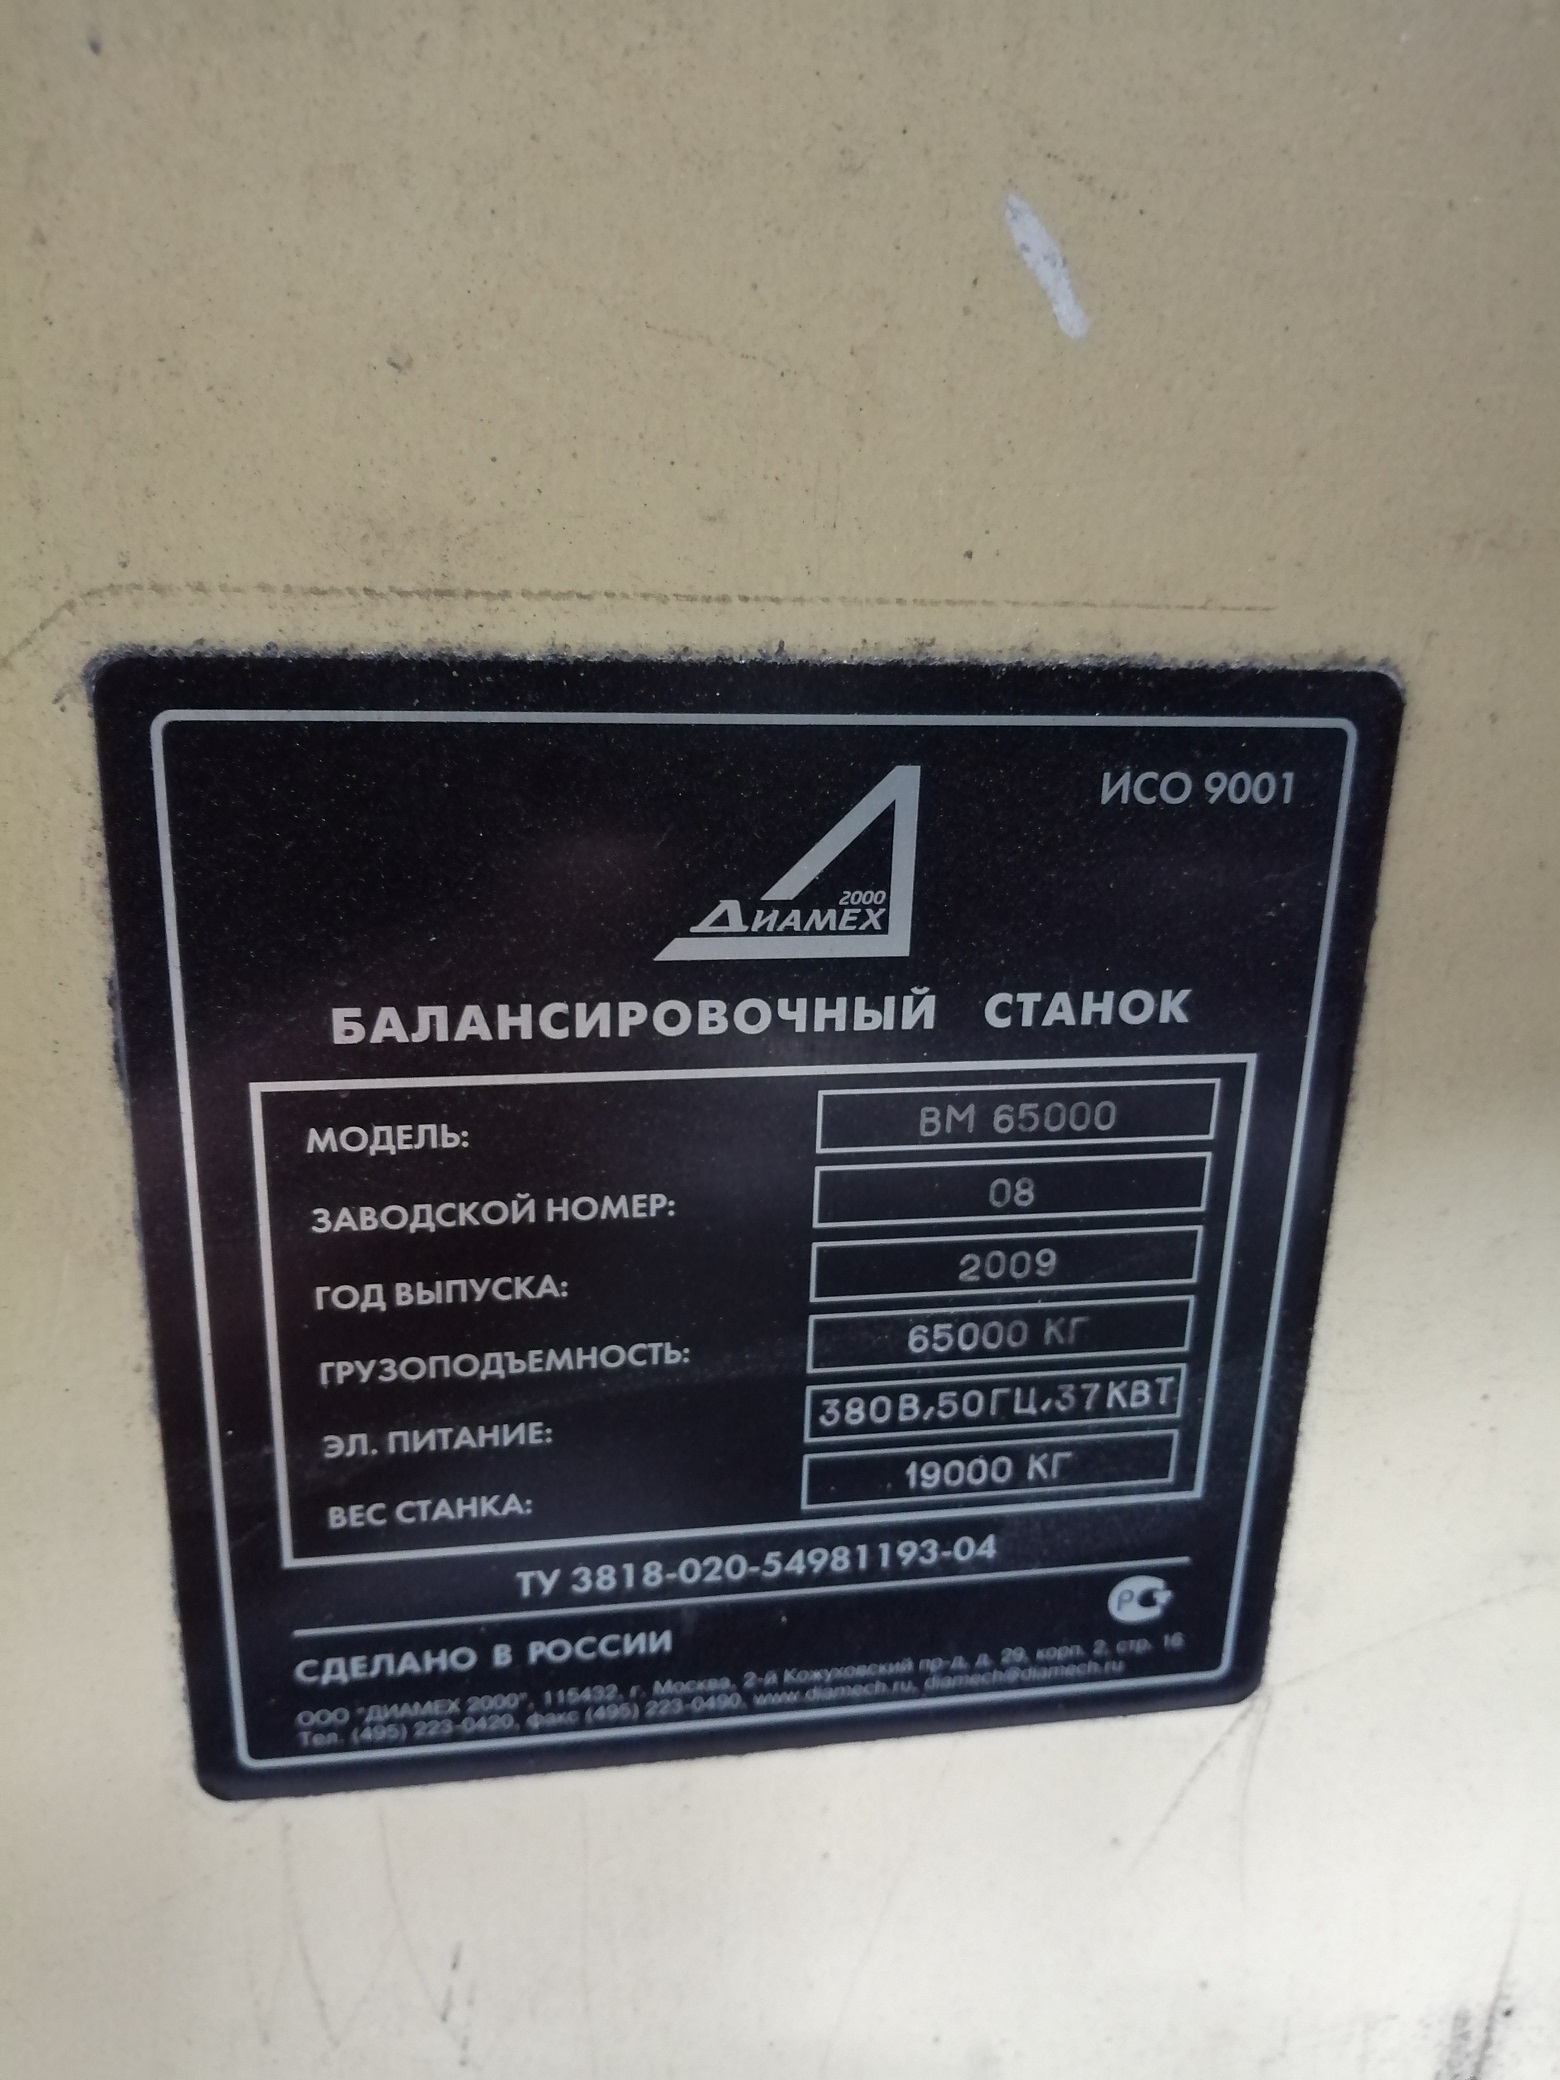 ИСО 9001
2000
ДИАМЕХ
БАЛАНСИРОВОЧНЫЙ СТАНОК
МОДЕЛЬ: ВМ 65000
ЗАВОДСКОЙ НОМЕР: 08
ГОД ВЫПУСКА: 2009
ГРУЗОПОДЪЕМНОСТЬ: 65000 КГ
ЭЛ. ПИТАНИЕ: 380В,50ГЦ,37КВТ
ВЕС СТАНКА: 19000 КГ
ТУ 3818-020-54981193-04
РСТ
СДЕЛАНО В РОССИИ
ООО "ДИАМЕХ 2000", 115432, г. Москва, 2-й Кожуховский пр-д, д. 29, корп. 2, стр. 16
Тел. (495) 223-0420, факс (495) 223-0490, www.diamech.ru, diamech@diamech.ru